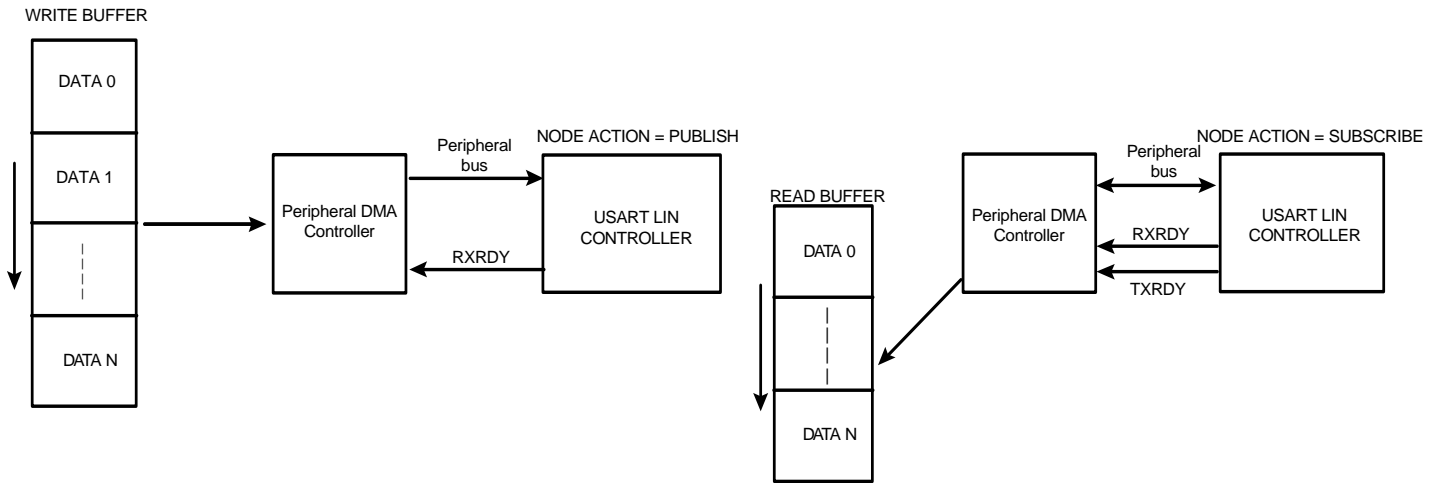 WRITE BUFFER
DATA 0
DATA 1
DATA N
Peripheral DMA
Controller
Peripheral
bus
RXRDY
NODE ACTION = PUBLISH
USART LIN
CONTROLLER
READ BUFFER
DATA 0
DATA N
Peripheral DMA
Controller
Peripheral
bus
RXRDY
TXRDY
NODE ACTION = SUBSCRIBE
USART LIN
CONTROLLER